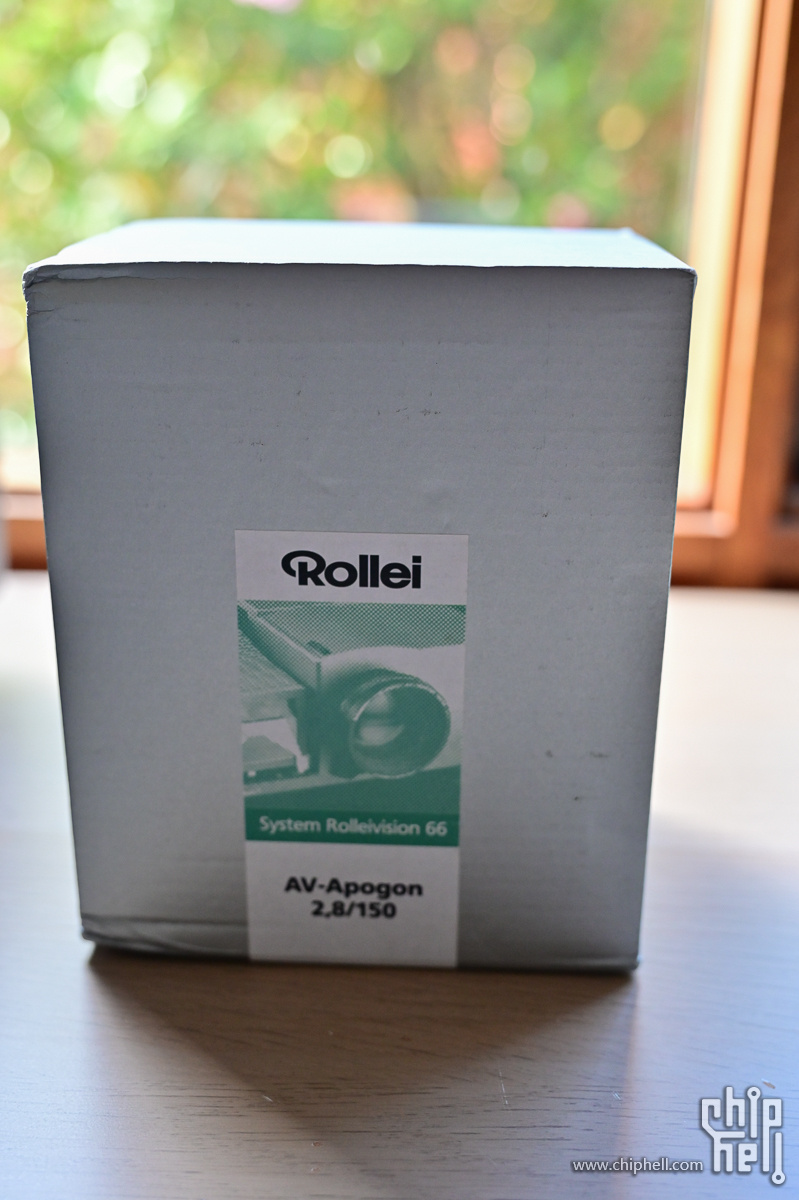 Rollei
System Rolleivision 66
AV-Apogon
2,8/150
chip
hell
www.chiphell.com